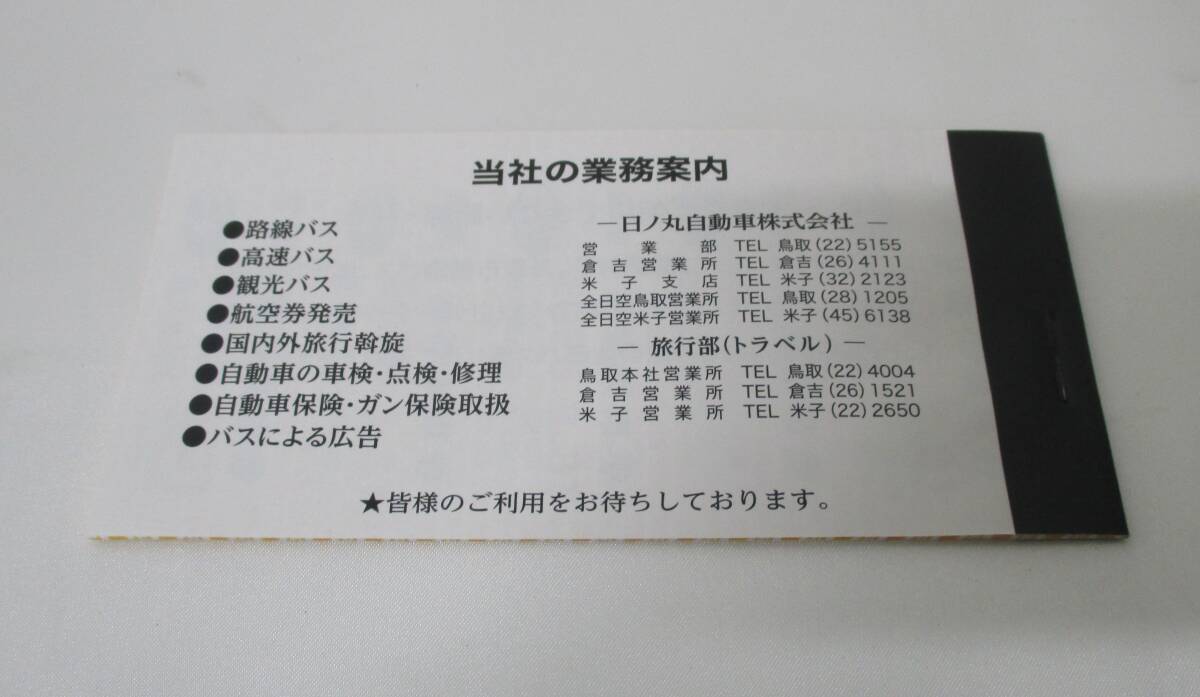 当社の業務案内
●路線バス
●高速バス
●観光バス
●航空券発売
●国内外旅行斡旋
●自動車の車検・点検・修理
●自動車保険・ガン保険取扱
●バスによる広告
―日ノ丸自動車株式会社―
営業部 TEL 鳥取(22)5155
倉吉営業所 TEL 倉吉(26)4111
米子支店 TEL 米子(32)2123
全日空鳥取営業所 TEL 鳥取(28)1205
全日空米子営業所 TEL 米子(45)6138
― 旅行部(トラベル) ―
鳥取本社営業所 TEL 鳥取(22)4004
倉吉営業所 TEL 倉吉(26)1521
米子営業所 TEL 米子(22)2650
★皆様のご利用をお待ちしております。